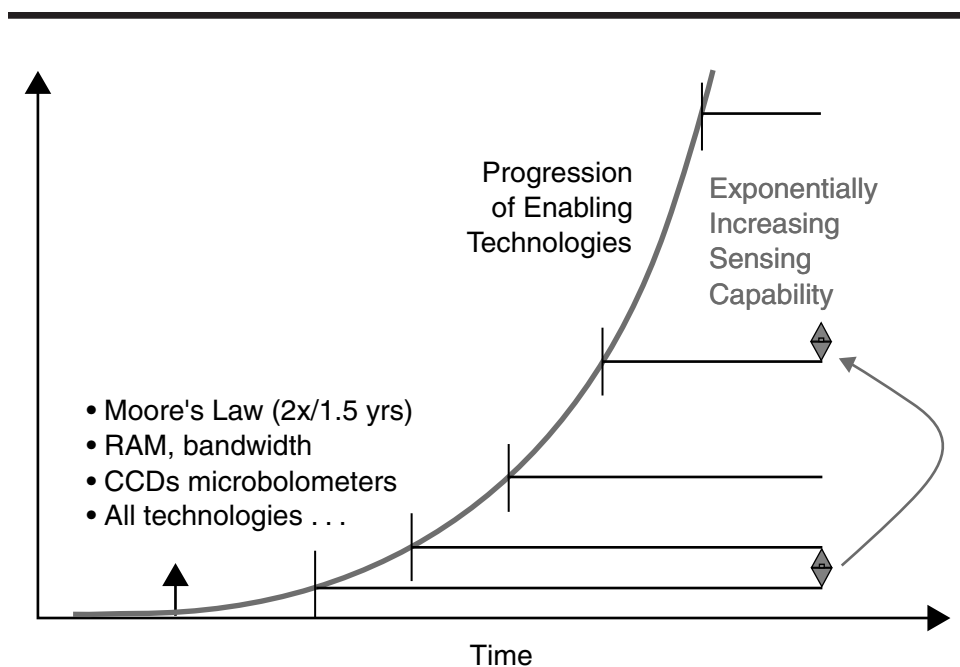 Progression
of Enabling
Technologies
Exponentially
Increasing
Sensing
Capability
• Moore's Law (2x/1.5 yrs)
• RAM, bandwidth
• CCDs microbolometers
• All technologies . . .
Time